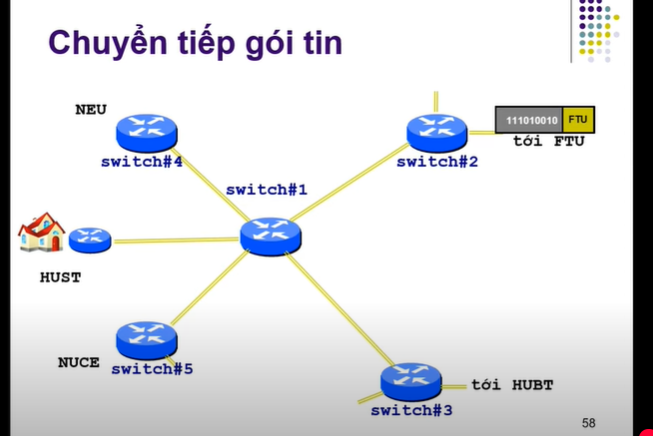 Chuyển tiếp gói tin
NEU
switch#4
switch#1
switch#2
111010010 FTU
tới FTU
HUST
NUCE
switch#5
tới HUBT
switch#3
58